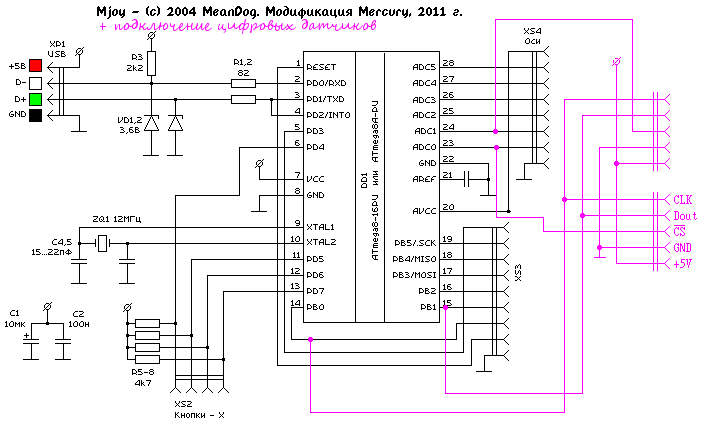 Mjoy – (c) 2004 MeanDog. Модификация Mercury, 2011 г.
+ подключение цифровых датчиков
XP1
USB
+5В
D-
D+
GND
R3
2k2
R1,2
82
VD1,2
3,6В
ZQ1 12МГц
C4,5
15...22пФ
C1
10мк
+
C2
100н
R5-8
4k7
XS2
Кнопки - X
1 RESET
2 PD0/RXD
3 PD1/TXD
4 PD2/INT0
5 PD3
6 PD4
7 VCC
8 GND
9 XTAL1
10 XTAL2
11 PD5
12 PD6
13 PD7
14 PB0
DD1
ATmega8-16PU или ATmega8A-PU
ADC5 28
ADC4 27
ADC3 26
ADC2 25
ADC1 24
ADC0 23
GND 22
AREF 21
AVCC 20
PB5/.SCK 19
PB4/MISO 18
PB3/MOSI 17
PB2 16
PB1 15
XS4
Оси
XS3
CLK
Dout
CS
GND
+5V